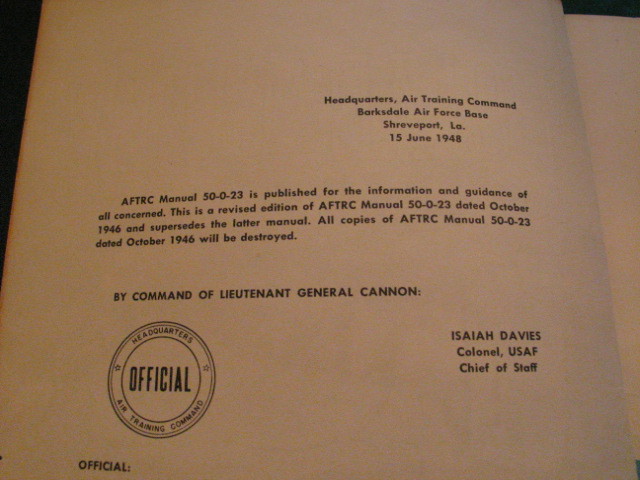 Headquarters, Air Training Command
Barksdale Air Force Base
Shreveport, La.
15 June 1948
AFTRC Manual 50-0-23 is published for the information and guidance of
all concerned. This is a revised edition of AFTRC Manual 50-0-23 dated October
1946 and supersedes the latter manual. All copies of AFTRC Manual 50-0-23
dated October 1946 will be destroyed.
BY COMMAND OF LIEUTENANT GENERAL CANNON:
ISAIAH DAVIES
Colonel, USAF
Chief of Staff
HEADQUARTERS
OFFICIAL
AIR TRAINING COMMAND
OFFICIAL: